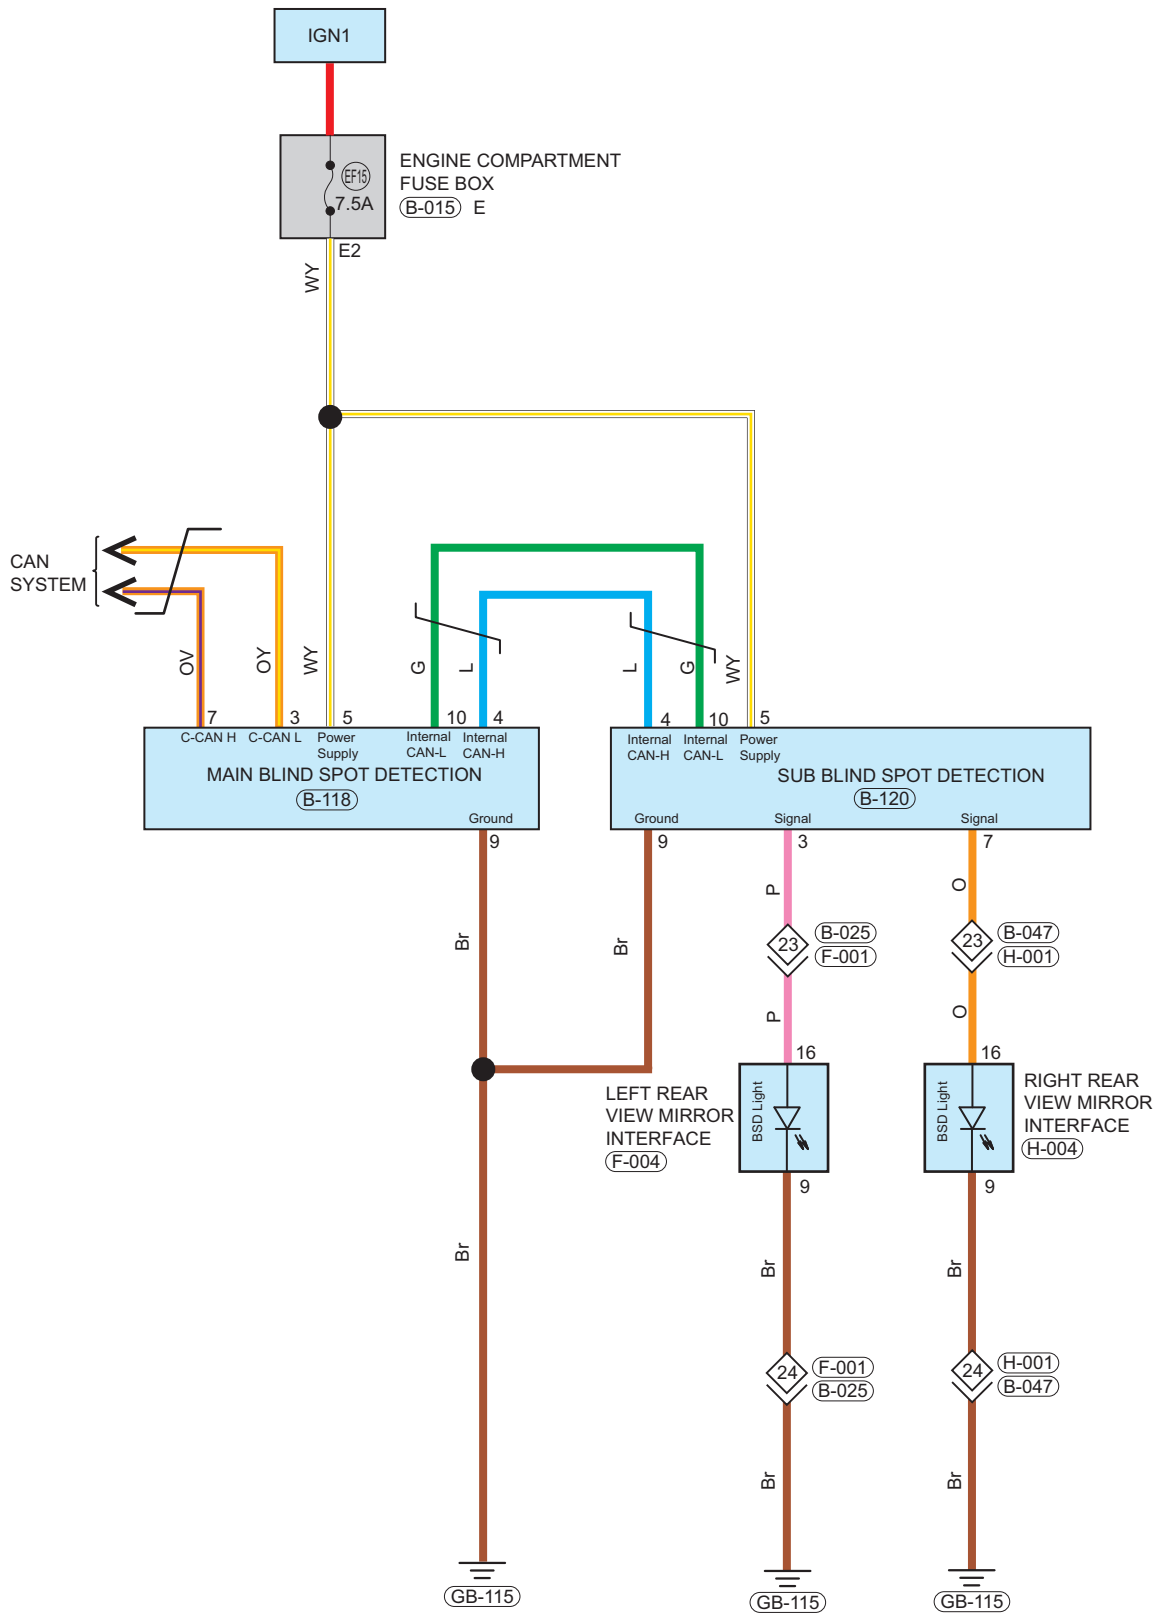 IGN1
ENGINE COMPARTMENT
FUSE BOX
B-015 E
EF15
7.5A
E2
WY
CAN
SYSTEM
OV
OY
WY
G
L
L
G
WY
7
3
5
10
4
4
10
5
C-CAN H
C-CAN L
Power
Supply
Internal
CAN-L
Internal
CAN-H
MAIN BLIND SPOT DETECTION
B-118
Ground
9
Internal
CAN-H
Internal
CAN-L
Power
Supply
SUB BLIND SPOT DETECTION
B-120
Ground
Signal
Signal
9
3
7
P
O
Br
Br
23
B-025
F-001
23
B-047
H-001
P
O
16
16
LEFT REAR
VIEW MIRROR
INTERFACE
F-004
BSD Light
BSD Light
RIGHT REAR
VIEW MIRROR
INTERFACE
H-004
9
9
Br
Br
Br
24
F-001
B-025
24
H-001
B-047
Br
Br
GB-115
GB-115
GB-115